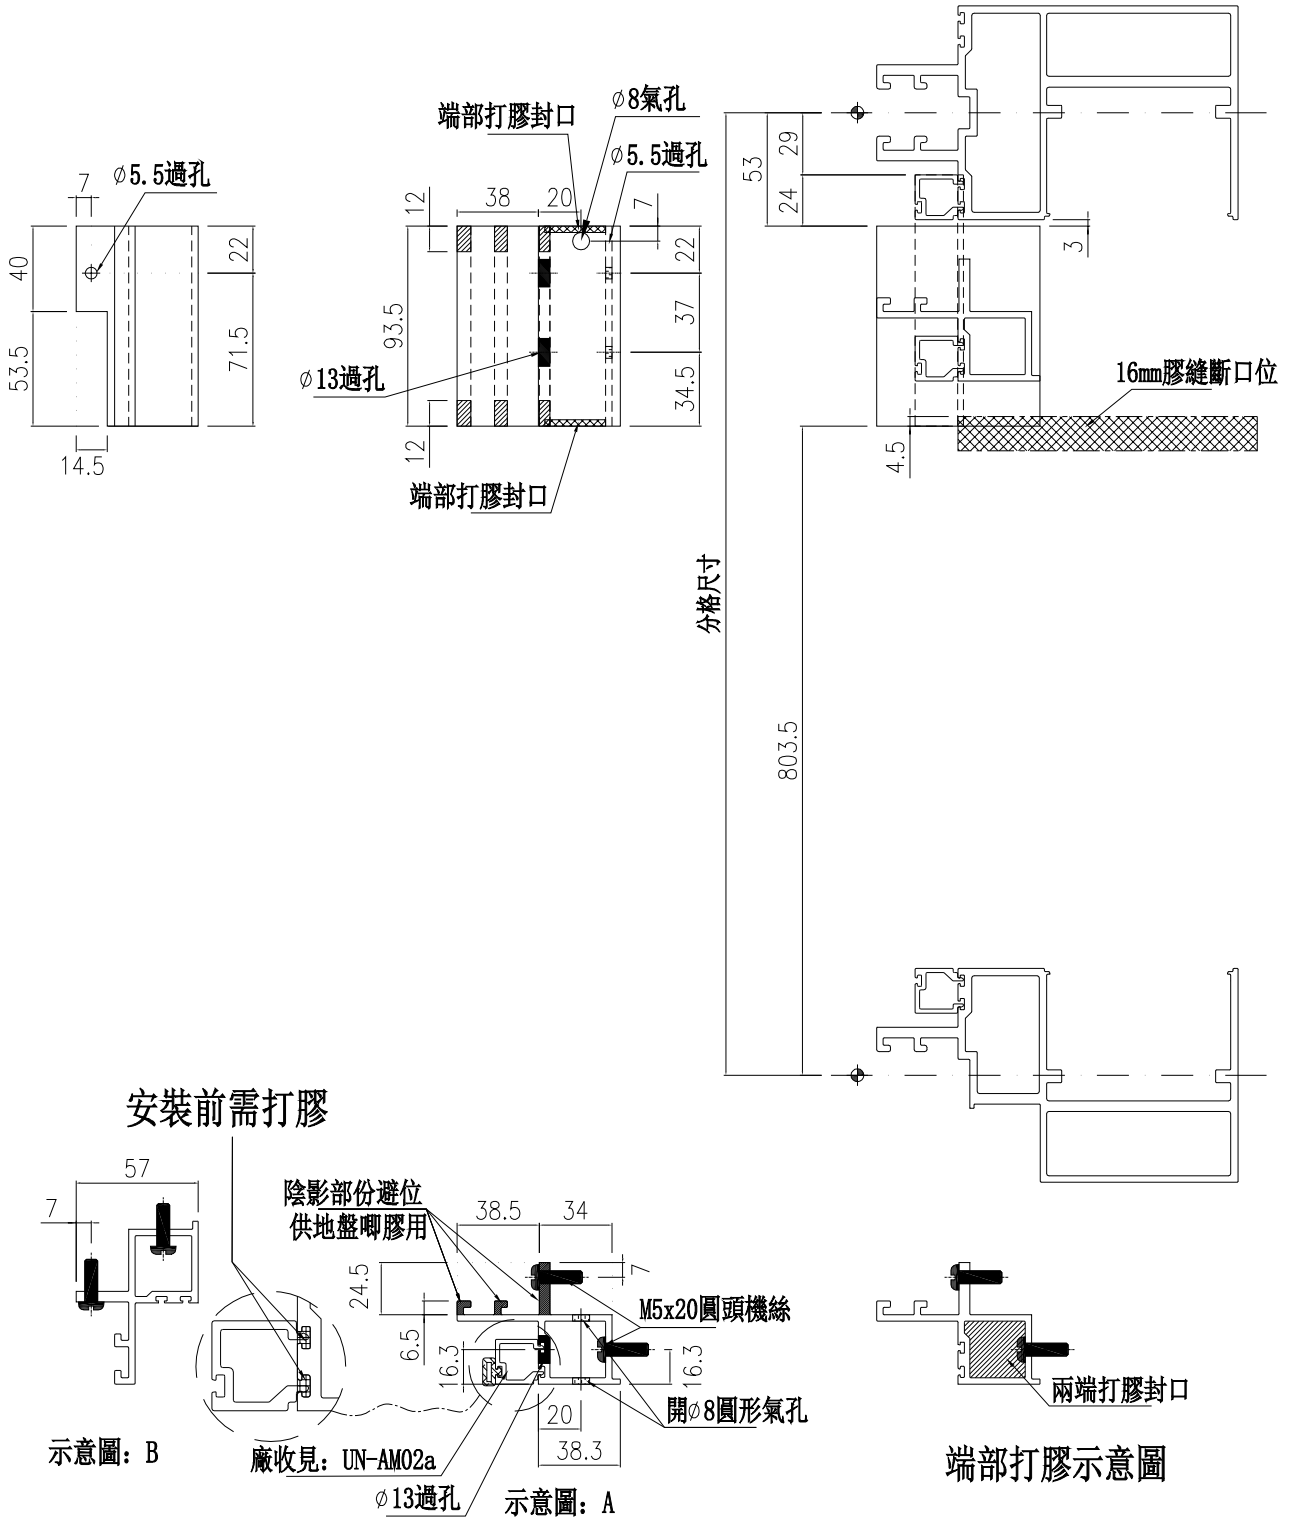 端部打膠封口
∅8氣孔
∅5.5過孔
7
∅5.5過孔
38
20
7
12
40
53.5
22
71.5
14.5
93.5
12
22
37
34.5
∅13過孔
端部打膠封口
53
29
24
3
16mm膠縫斷口位
4.5
分格尺寸
803.5
安裝前需打膠
57
7
陰影部份避位
供地盤唧膠用
38.5
34
24.5
6.5
16.3
7
M5x20圓頭機絲
16.3
開∅8圓形氣孔
20
38.3
兩端打膠封口
示意圖: B
廠收見: UN-AM02a
∅13過孔
示意圖: A
端部打膠示意圖